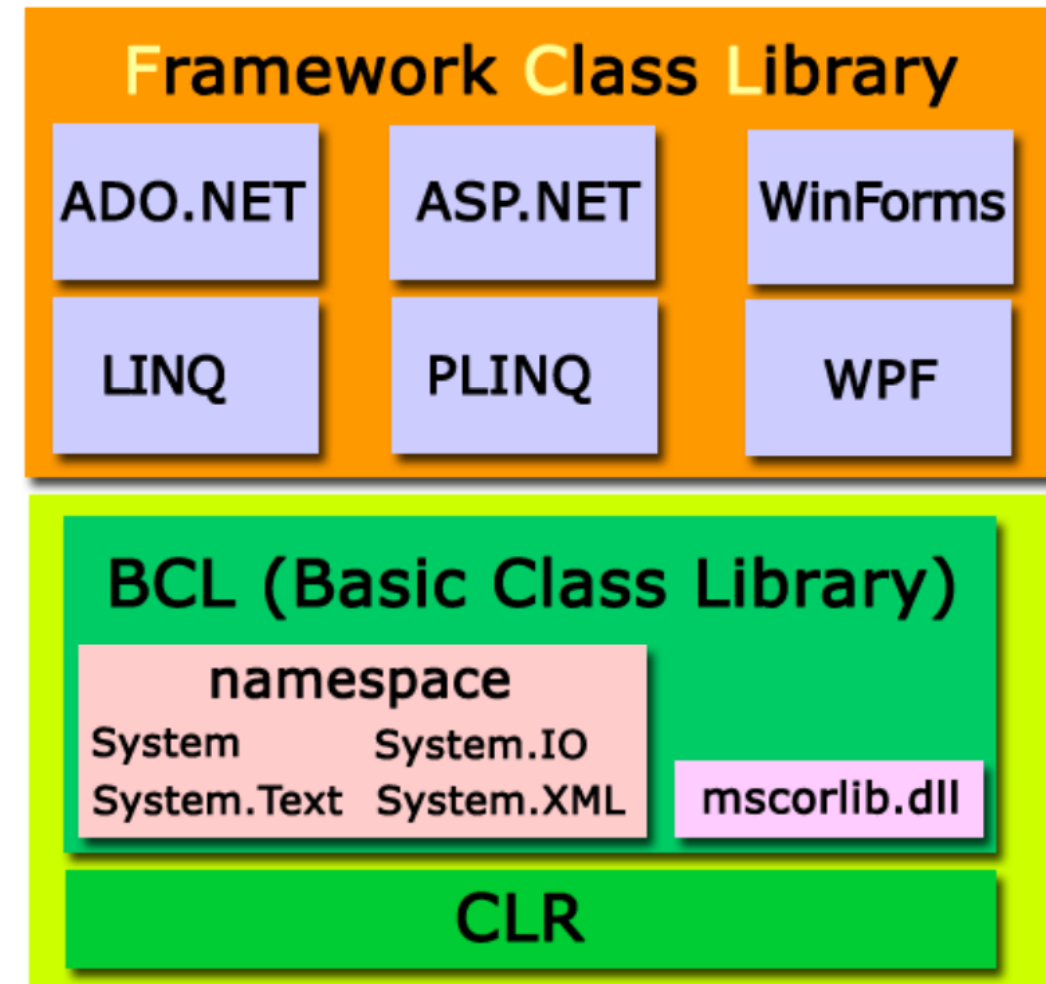 Framework Class Library
ADO.NET
ASP.NET
WinForms
LINQ
PLINQ
WPF
BCL (Basic Class Library)
namespace
System
System.IO
System.Text
System.XML
mscorlib.dll
CLR